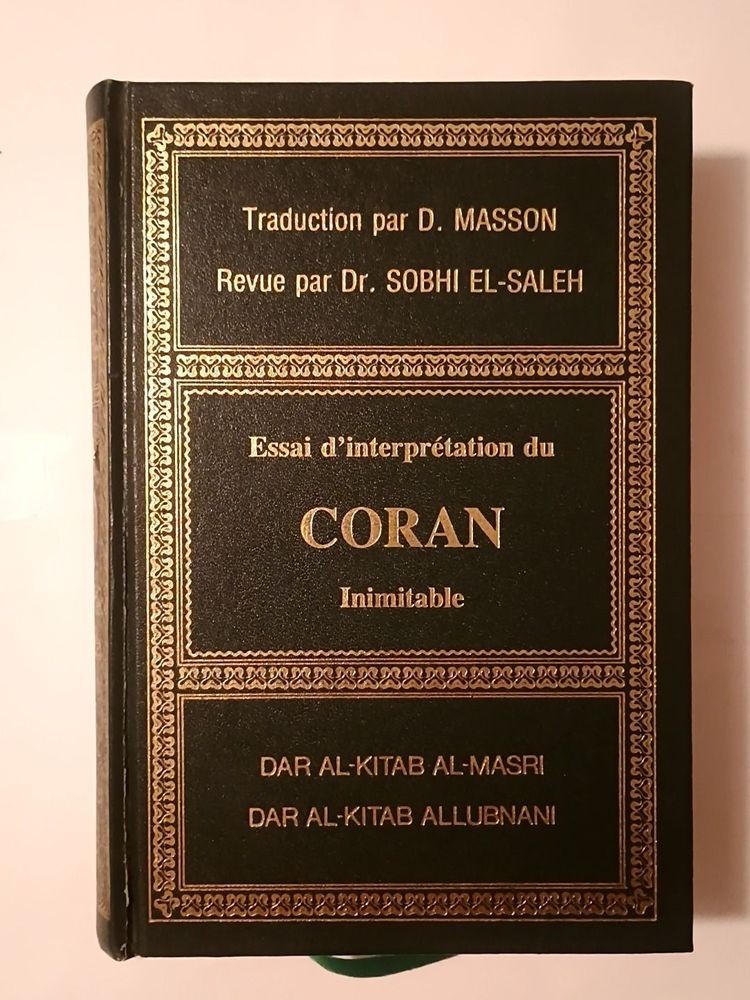 Traduction par D. MASSON
Revue par Dr. SOBHI EL-SALEH
Essai d'interprétation du
CORAN
Inimitable
DAR AL-KITAB AL-MASRI
DAR AL-KITAB ALLUBNANI